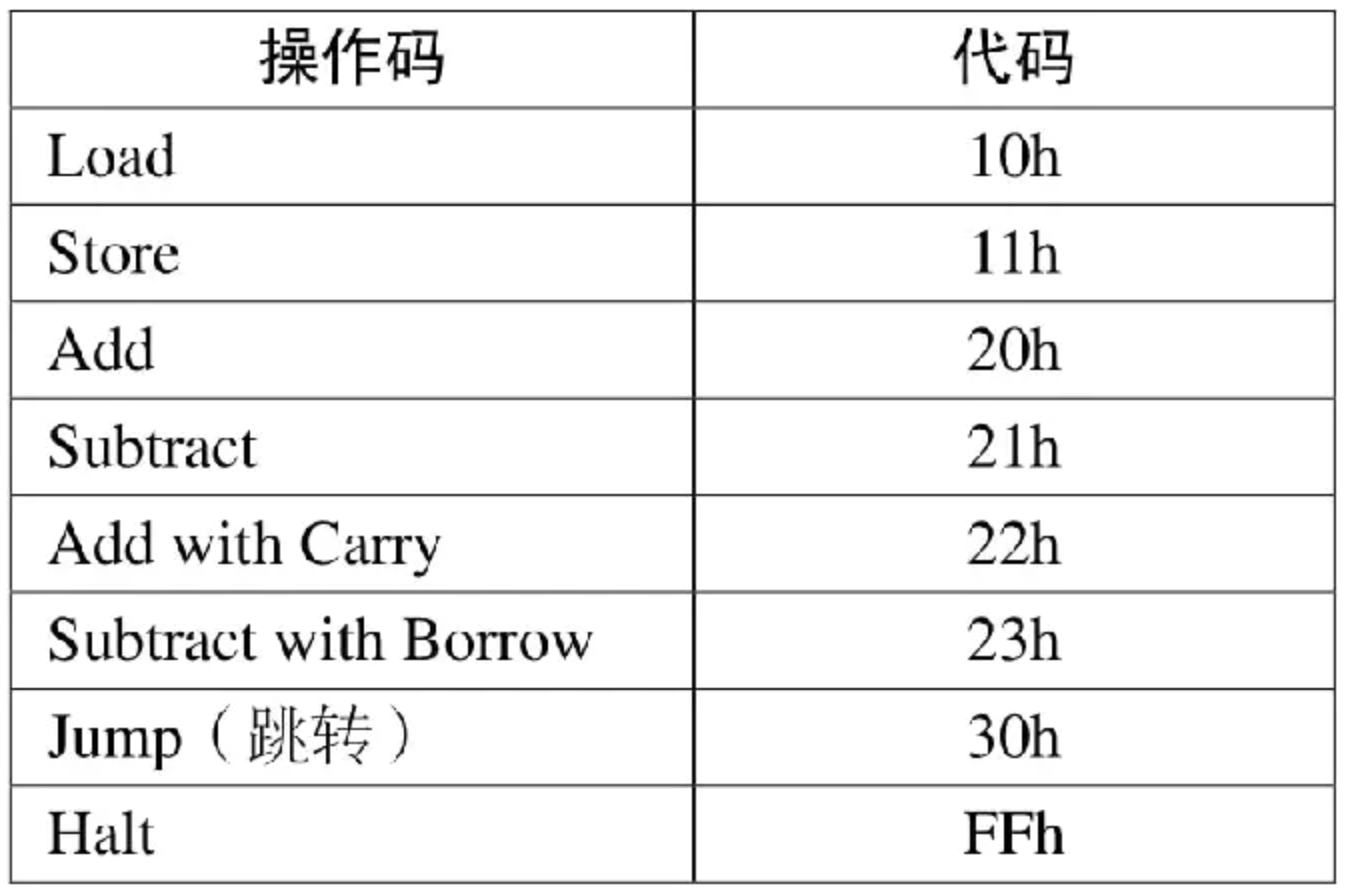 操作码 代码
Load 10h
Store 11h
Add 20h
Subtract 21h
Add with Carry 22h
Subtract with Borrow 23h
Jump（跳转） 30h
Halt FFh